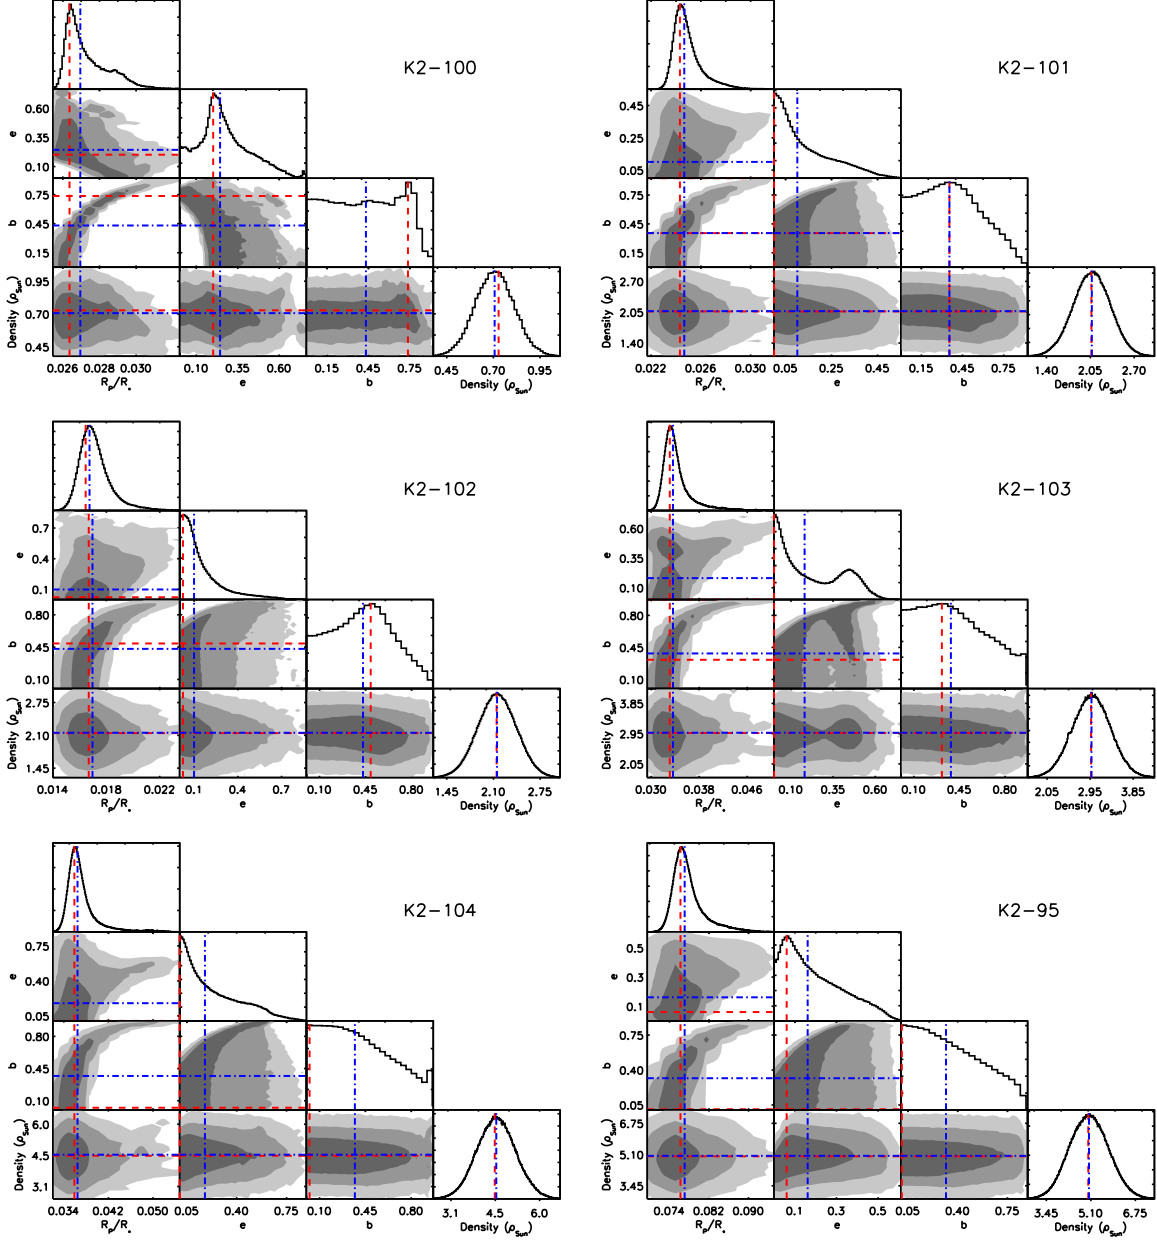 K2-100
K2-101
0.60
0.35
0.10
e
0.45
0.25
0.05
e
0.75
0.45
0.15
b
0.75
0.45
0.15
b
0.95
0.70
0.45
Density (ρSun)
2.70
2.05
1.40
Density (ρSun)
0.026 0.028 0.030
Rp/R*
0.10 0.35 0.60
e
0.15 0.45 0.75
b
0.45 0.70 0.95
Density (ρSun)
0.022 0.026 0.030
Rp/R*
0.05 0.25 0.45
e
0.15 0.45 0.75
b
1.40 2.05 2.70
Density (ρSun)
K2-102
K2-103
0.7
0.4
0.1
e
0.60
0.35
0.10
e
0.80
0.45
0.10
b
0.80
0.45
0.10
b
2.75
2.10
1.45
Density (ρSun)
3.85
2.95
2.05
Density (ρSun)
0.014 0.018 0.022
Rp/R*
0.1 0.4 0.7
e
0.10 0.45 0.80
b
1.45 2.10 2.75
Density (ρSun)
0.030 0.038 0.046
Rp/R*
0.10 0.35 0.60
e
0.10 0.45 0.80
b
2.05 2.95 3.85
Density (ρSun)
K2-104
K2-95
0.75
0.40
0.05
e
0.5
0.3
0.1
e
0.80
0.45
0.10
b
0.75
0.40
0.05
b
6.0
4.5
3.1
Density (ρSun)
6.75
5.10
3.45
Density (ρSun)
0.034 0.042 0.050
Rp/R*
0.05 0.40 0.75
e
0.10 0.45 0.80
b
3.1 4.5 6.0
Density (ρSun)
0.074 0.082 0.090
Rp/R*
0.1 0.3 0.5
e
0.05 0.40 0.75
b
3.45 5.10 6.75
Density (ρSun)